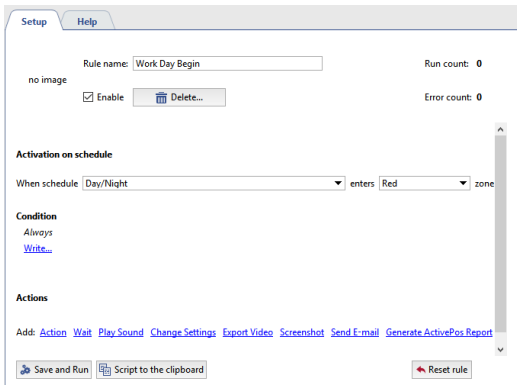 Setup Help
Rule name: Work Day Begin Run count: 0
no image
Enable Delete... Error count: 0
Activation on schedule
When schedule Day/Night enters Red zone
Condition
Always
Write...
Actions
Add: Action Wait Play Sound Change Settings Export Video Screenshot Send E-mail Generate ActivePos Report
Save and Run Script to the clipboard Reset rule